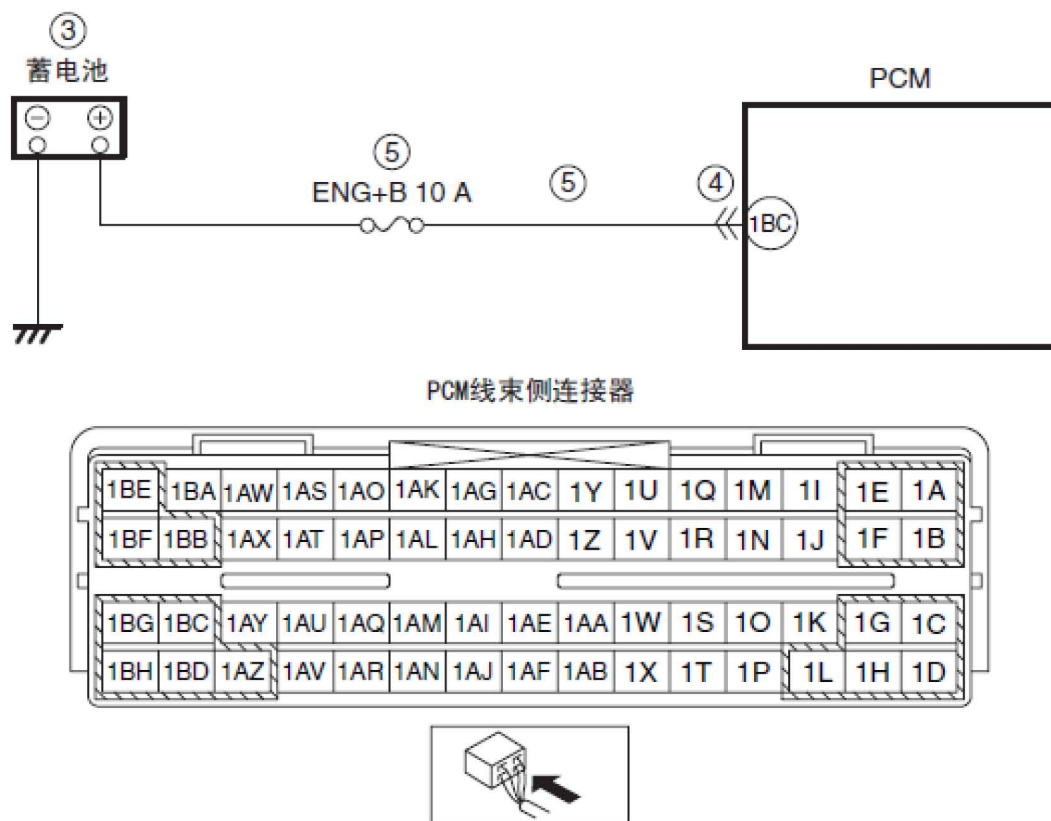 ③
蓄电池
PCM
⊖ ⊕
⑤
ENG+B 10 A
⑤
④
1BC
PCM线束侧连接器
1BE 1BA 1AW 1AS 1AO 1AK 1AG 1AC 1Y 1U 1Q 1M 1I 1E 1A
1BF 1BB 1AX 1AT 1AP 1AL 1AH 1AD 1Z 1V 1R 1N 1J 1F 1B
1BG 1BC 1AY 1AU 1AQ 1AM 1AI 1AE 1AA 1W 1S 1O 1K 1G 1C
1BH 1BD 1AZ 1AV 1AR 1AN 1AJ 1AF 1AB 1X 1T 1P 1L 1H 1D